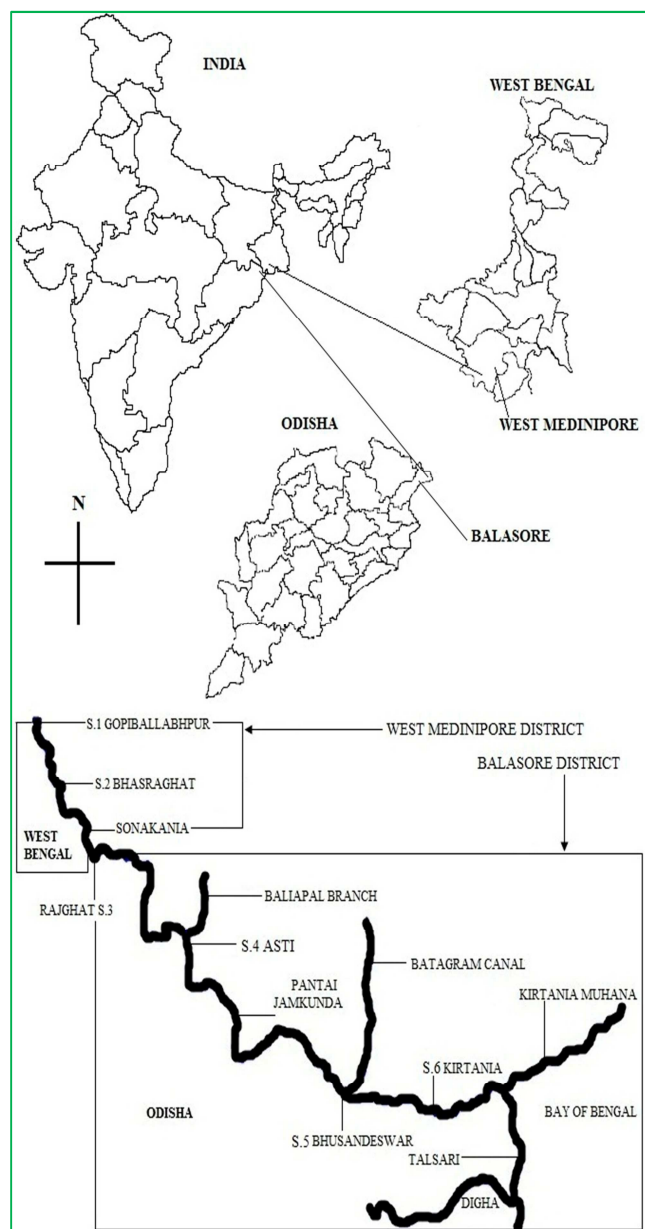 INDIA
WEST BENGAL
WEST MEDINIPORE
ODISHA
N
BALASORE
S.1 GOPIBALLABHPUR
WEST MEDINIPORE DISTRICT
BALASORE DISTRICT
S.2 BHASRAGHAT
SONAKANIA
WEST
BENGAL
RAJGHAT S.3
BALIAPAL BRANCH
S.4 ASTI
BATAGRAM CANAL
PANTAI
JAMKUNDA
KIRTANIA MUHANA
S.6 KIRTANIA
ODISHA
BAY OF BENGAL
S.5 BHUSANDESWAR
TALSARI
DIGHA